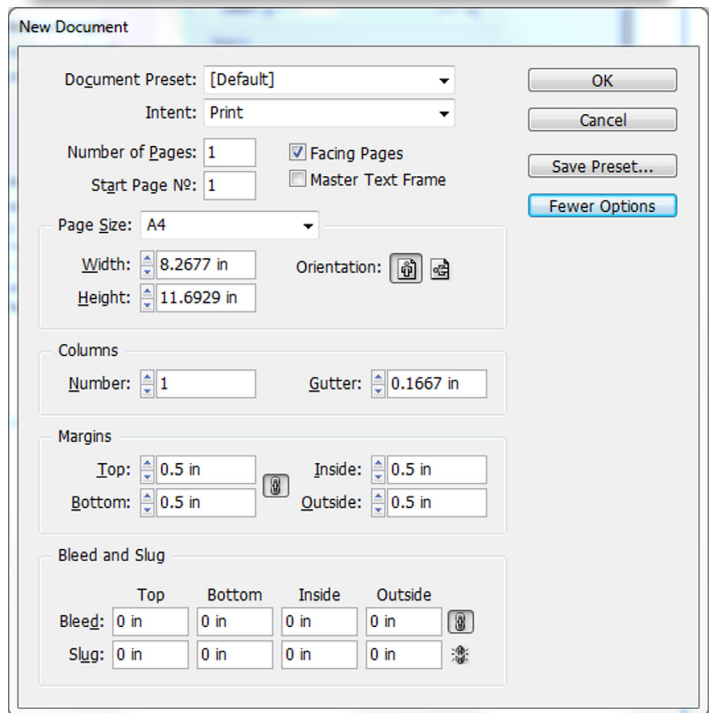 New Document
Document Preset: [Default]
OK
Intent: Print
Cancel
Number of Pages: 1
Facing Pages
Save Preset...
Start Page Nº: 1
Master Text Frame
Fewer Options
Page Size: A4
Width: 8.2677 in
Orientation:
Height: 11.6929 in
Columns
Number: 1
Gutter: 0.1667 in
Margins
Top: 0.5 in
Inside: 0.5 in
Bottom: 0.5 in
Outside: 0.5 in
Bleed and Slug
Top Bottom Inside Outside
Bleed: 0 in 0 in 0 in 0 in
Slug: 0 in 0 in 0 in 0 in